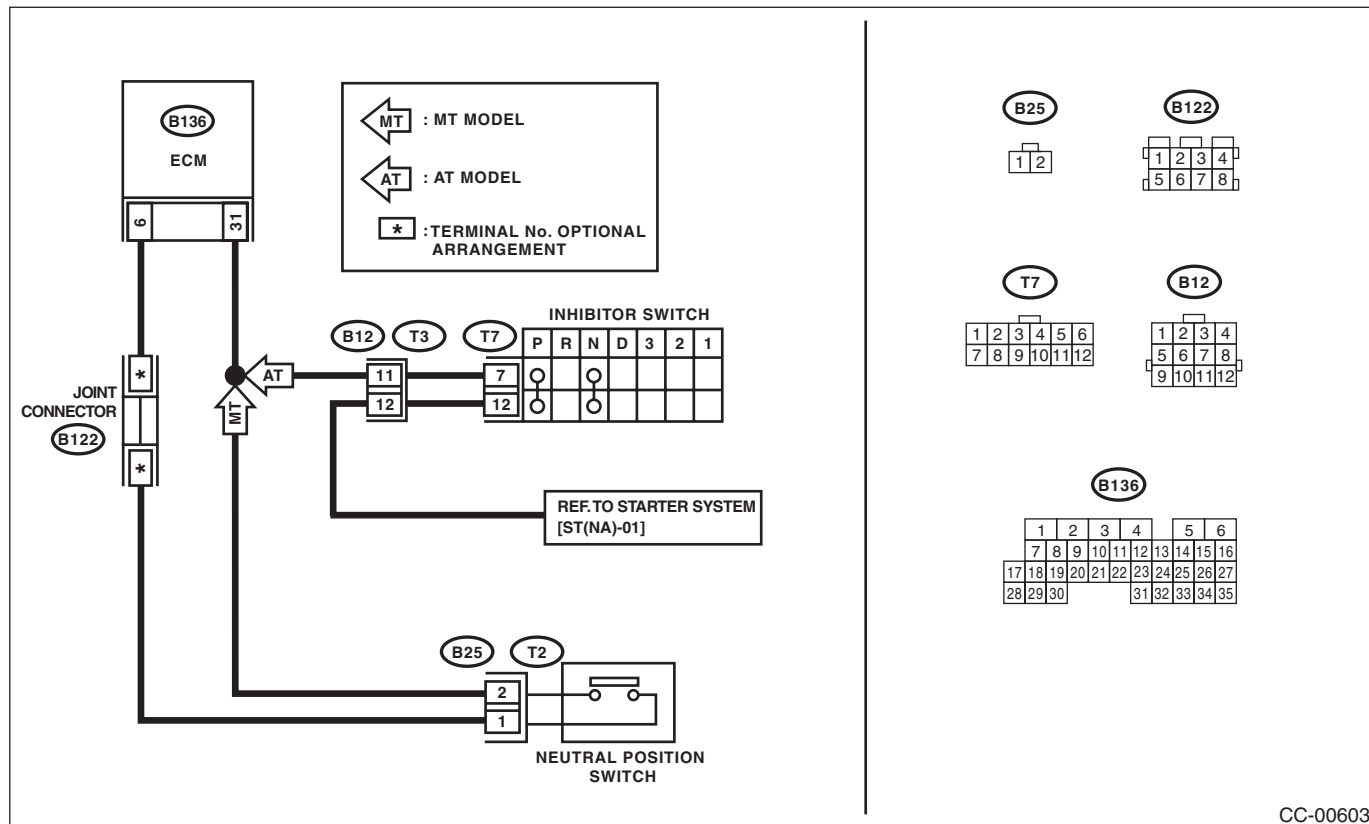 B136
ECM
6 31
MT : MT MODEL
AT : AT MODEL
* : TERMINAL No. OPTIONAL
ARRANGEMENT
INHIBITOR SWITCH
B12 T3 T7 P R N D 3 2 1
AT 11 7
12 12
MT
*
JOINT
CONNECTOR
B122
*
REF. TO STARTER SYSTEM
[ST(NA)-01]
B25 T2
2
1
NEUTRAL POSITION
SWITCH
B25
1 2
B122
1 2 3 4
5 6 7 8
T7
1 2 3 4 5 6
7 8 9 10 11 12
B12
1 2 3 4
5 6 7 8
9 10 11 12
B136
1 2 3 4 5 6
7 8 9 10 11 12 13 14 15 16
17 18 19 20 21 22 23 24 25 26 27
28 29 30 31 32 33 34 35
CC-00603